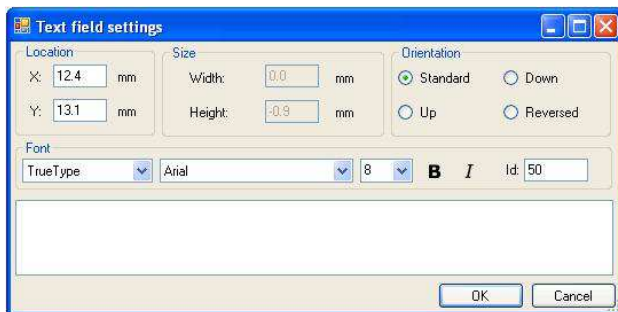 Text field settings
Location
X: 12.4 mm
Y: 13.1 mm
Size
Width: 0.0 mm
Height: -0.9 mm
Orientation
Standard Down
Up Reversed
Font
TrueType Arial 8 B I Id: 50
OK Cancel